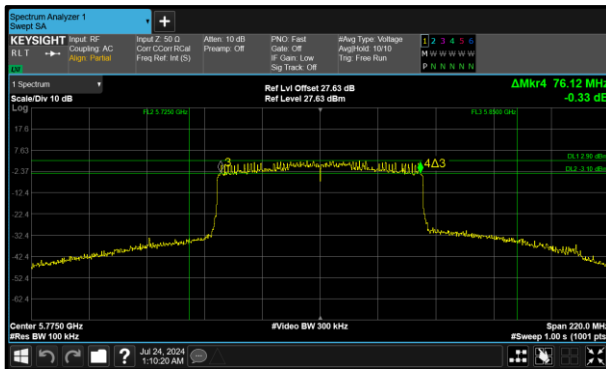 Spectrum Analyzer 1
Swept SA
KEYSIGHT
RLT
Input: RF
Coupling: AC
Align: Partial
Input Z: 50 Ω
Corr CCorr RCal
Freq Ref: Int (S)
Atten: 10 dB
Preamp: Off
PNO: Fast
Gate: Off
IF Gain: Low
Sig Track: Off
#Avg Type: Voltage
Avg|Hold: 10/10
Trig: Free Run
1 2 3 4 5 6
M W W W W W
P N N N N N
1 Spectrum
Scale/Div 10 dB
Log
Ref Lvl Offset 27.63 dB
Ref Level 27.63 dBm
ΔMkr4 76.12 MHz
-0.33 dB
FL2 5.7250 GHz
FL3 5.8500 GHz
17.6
7.63
-2.37
-12.4
-22.4
-32.4
-42.4
-52.4
-62.4
3
4Δ3
DL1 2.90 dBm
DL2 -3.10 dBm
Center 5.7750 GHz
#Res BW 100 kHz
#Video BW 300 kHz
Span 220.0 MHz
#Sweep 1.00 s (1001 pts)
?
Jul 24, 2024
1:10:20 AM